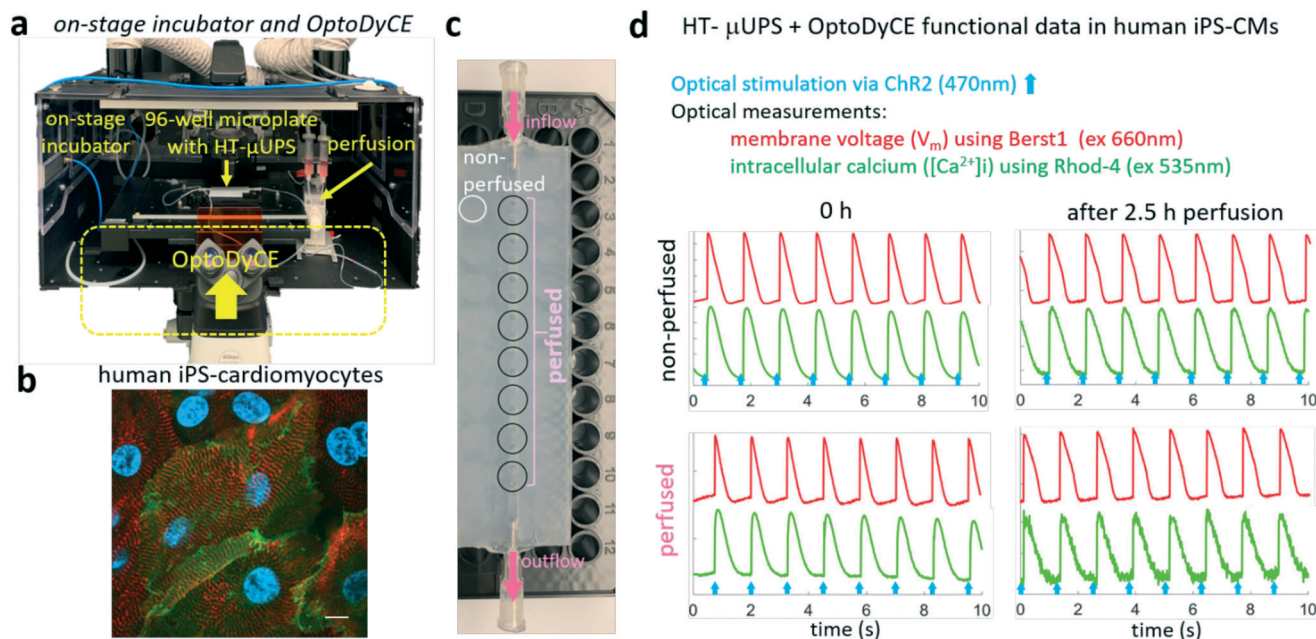 a on-stage incubator and OptoDyCE
on-stage
incubator
96-well microplate
with HT-μUPS
perfusion
OptoDyCE
Nikon
b human iPS-cardiomyocytes
c
D
B
A
inflow
non-
perfused
perfused
1
2
3
4
5
6
7
8
9
10
11
12
outflow
d HT- μUPS + OptoDyCE functional data in human iPS-CMs
Optical stimulation via ChR2 (470nm)
Optical measurements:
membrane voltage (Vm) using Berst1 (ex 660nm)
intracellular calcium ([Ca2+]i) using Rhod-4 (ex 535nm)
0 h
after 2.5 h perfusion
non-perfused
0 2 4 6 8 10
0 2 4 6 8 10
perfused
0 2 4 6 8 10
0 2 4 6 8 10
time (s)
time (s)